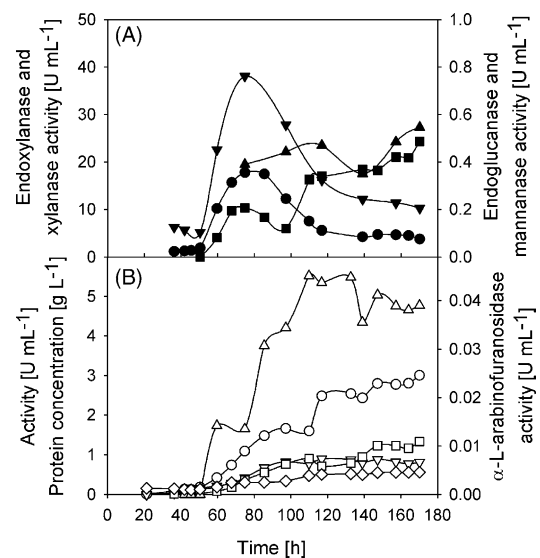 (A)
Endoxylanase and
xylanase activity [U mL-1]
50
40
30
20
10
0
1.0
0.8
0.6
0.4
0.2
0.0
Endoglucanase and
mannanase activity [U mL-1]
(B)
Activity [U mL-1]
Protein concentration [g L-1]
5
4
3
2
1
0
0.04
0.03
0.02
0.01
0.00
α-L-arabinofuranosidase
activity [U mL-1]
0 20 40 60 80 100 120 140 160 180
Time [h]